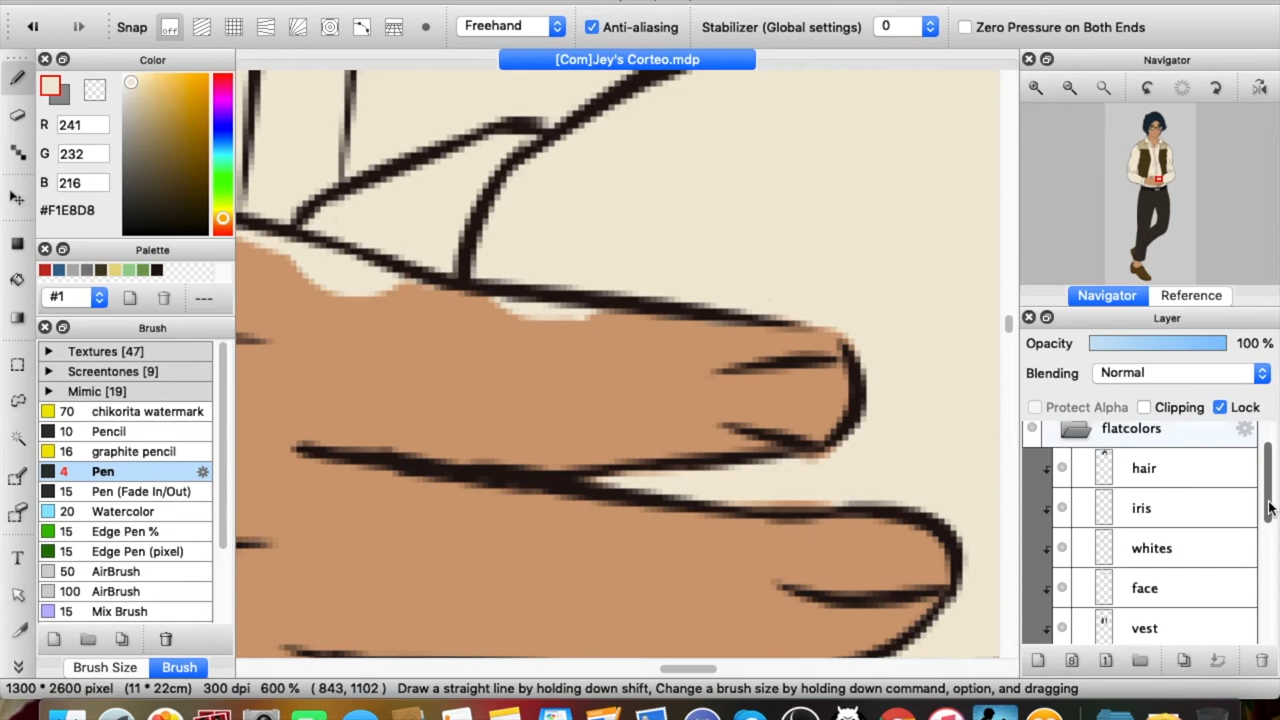 Snap
off
Freehand
Anti-aliasing
Stabilizer (Global settings)
0
Zero Pressure on Both Ends
[Com]Jey's Corteo.mdp
Color
R 241
G 232
B 216
#F1E8D8
Palette
#1
---
Brush
Textures [47]
Screentones [9]
Mimic [19]
70 chikorita watermark
10 Pencil
16 graphite pencil
4 Pen
15 Pen (Fade In/Out)
20 Watercolor
15 Edge Pen %
15 Edge Pen (pixel)
50 AirBrush
100 AirBrush
15 Mix Brush
Brush Size
Brush
Navigator
Navigator
Reference
Layer
Opacity 100 %
Blending Normal
Protect Alpha
Clipping
Lock
flatcolors
hair
iris
whites
face
vest
1300 * 2600 pixel (11 * 22cm) 300 dpi 600 % ( 843, 1102 ) Draw a straight line by holding down shift, Change a brush size by holding down command, option, and dragging